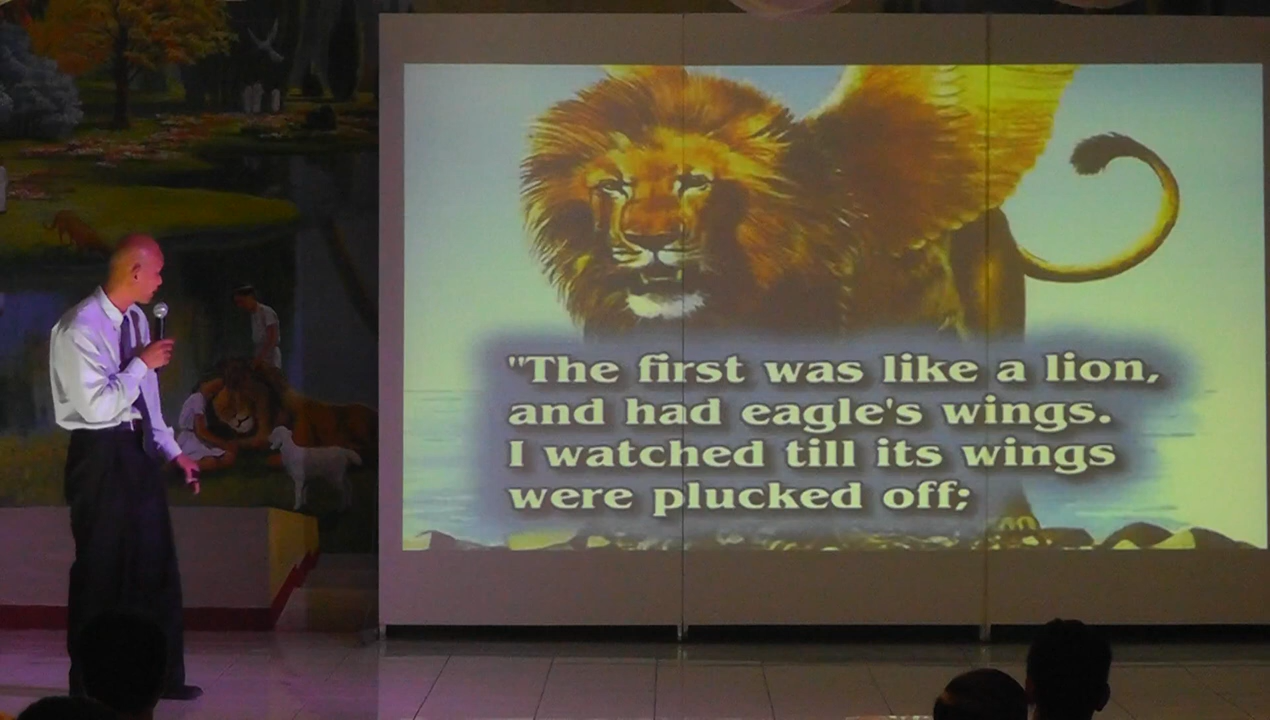 "The first was like a lion,
and had eagle's wings.
I watched till its wings
were plucked off;